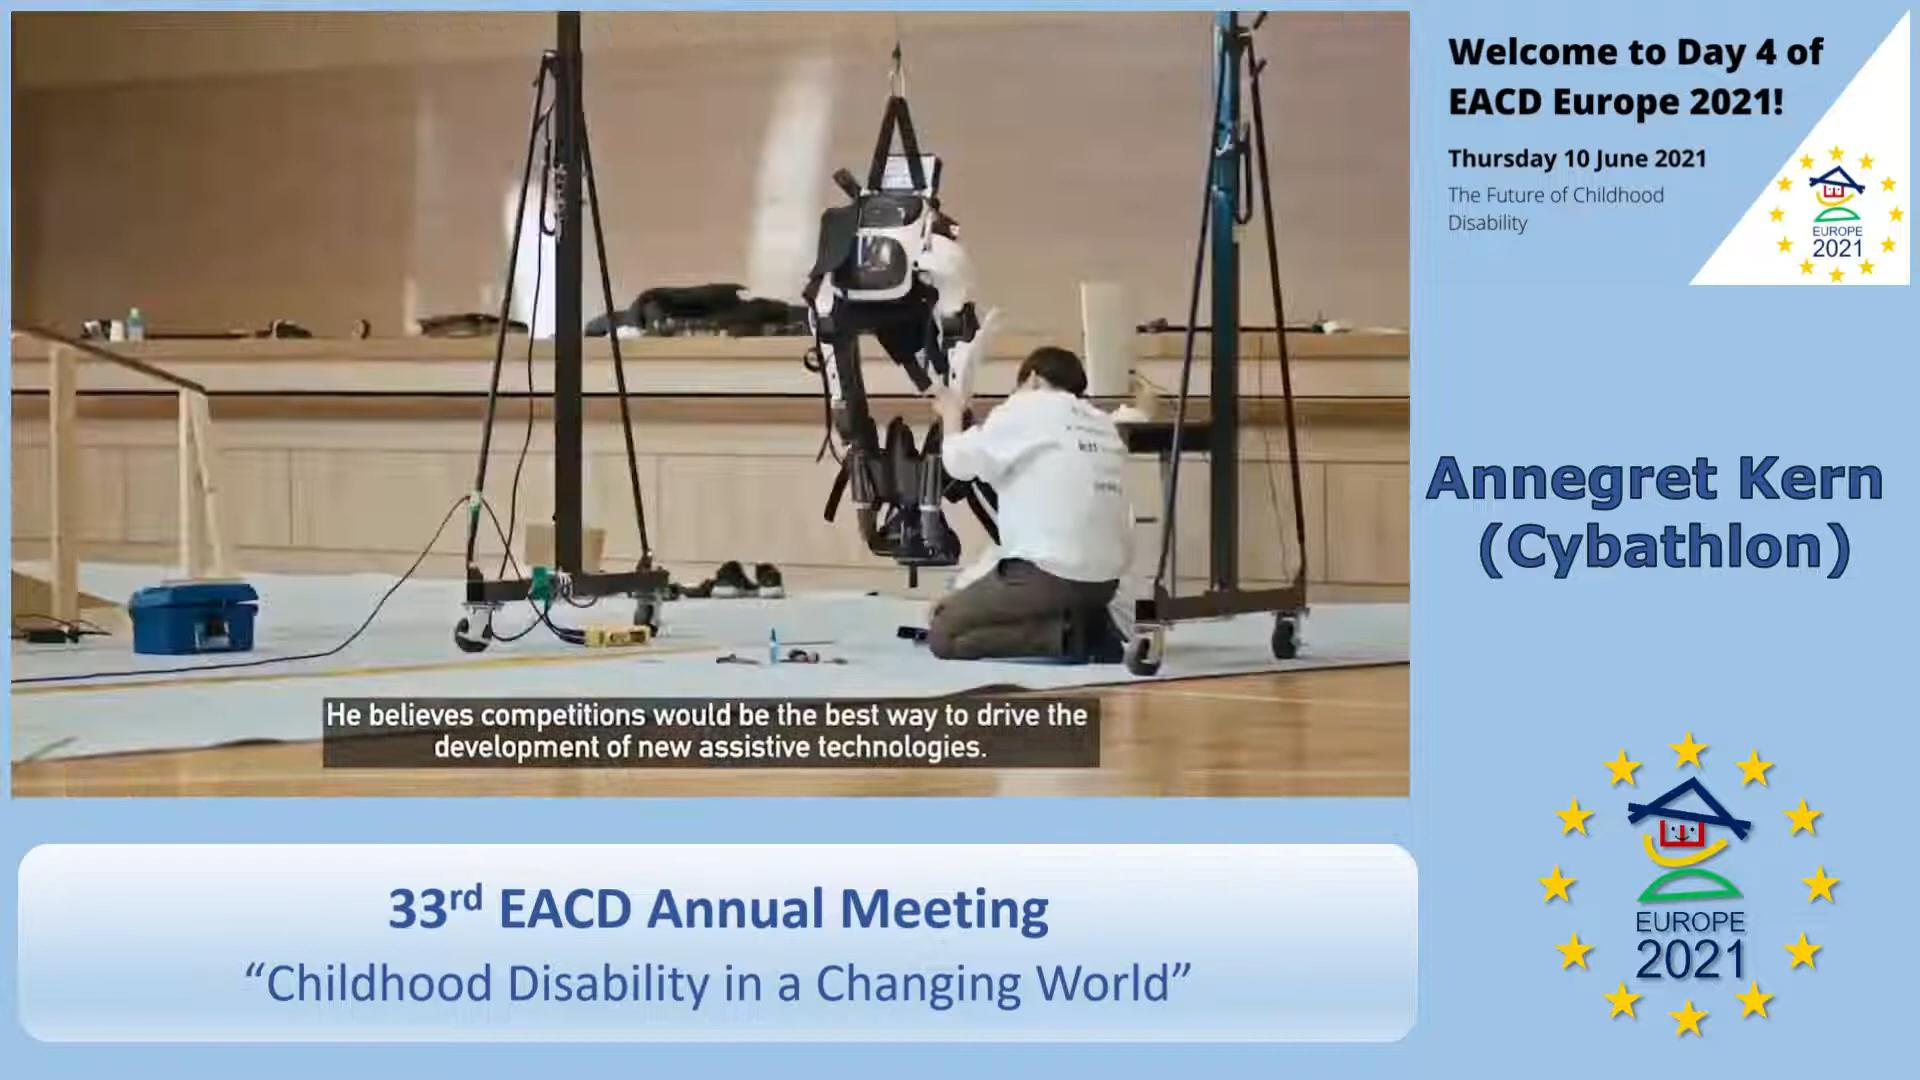 Welcome to Day 4 of
EACD Europe 2021!
Thursday 10 June 2021
The Future of Childhood
Disability
EUROPE
2021
Annegret Kern
(Cybathlon)
He believes competitions would be the best way to drive the
development of new assistive technologies.
33rd EACD Annual Meeting
“Childhood Disability in a Changing World”
EUROPE
2021